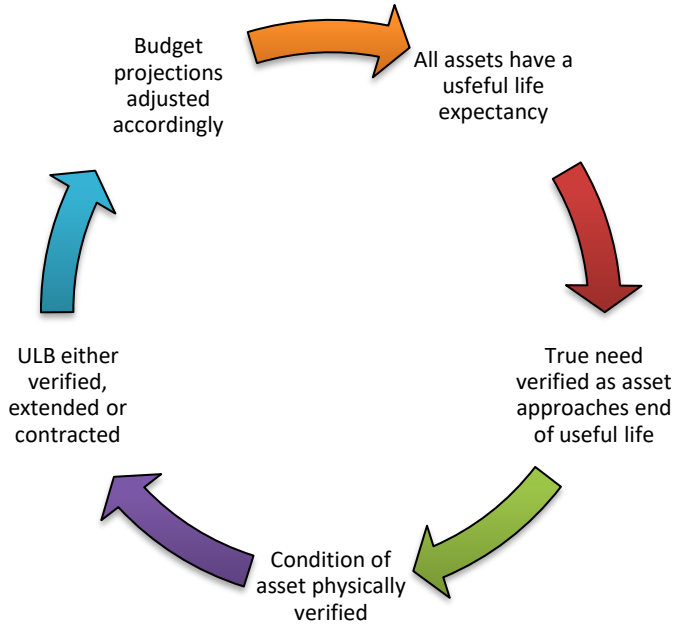 Budget
projections
adjusted
accordingly
All assets have a
usfeful life
expectancy
True need
verified as asset
approaches end
of useful life
Condition of
asset physically
verified
ULB either
verified,
extended or
contracted